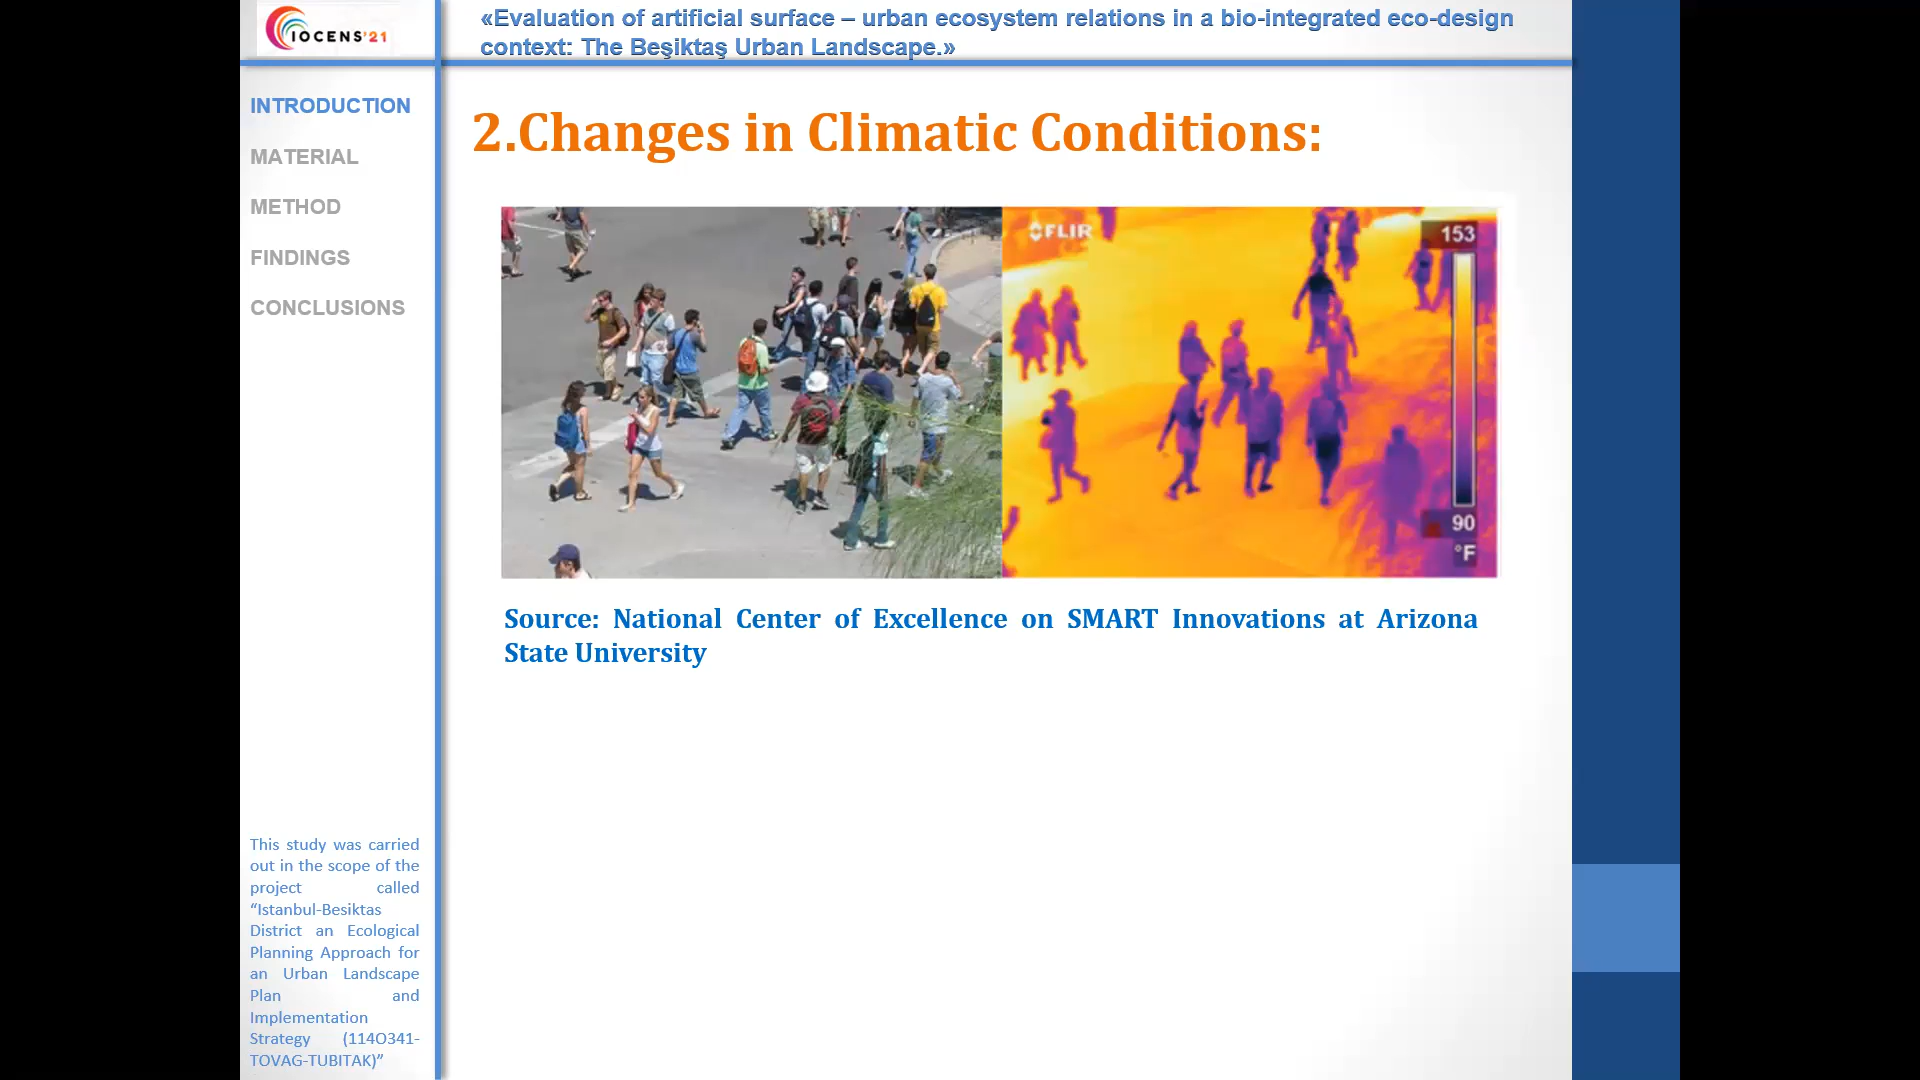 IOCENS'21
«Evaluation of artificial surface – urban ecosystem relations in a bio-integrated eco-design
context: The Beşiktaş Urban Landscape.»
INTRODUCTION
MATERIAL
METHOD
FINDINGS
CONCLUSIONS
2.Changes in Climatic Conditions:
FLIR
153
90
°F
Source: National Center of Excellence on SMART Innovations at Arizona
State University
This study was carried
out in the scope of the
project called
“Istanbul-Besiktas
District an Ecological
Planning Approach for
an Urban Landscape
Plan and
Implementation
Strategy (114O341-
TOVAG-TUBITAK)”